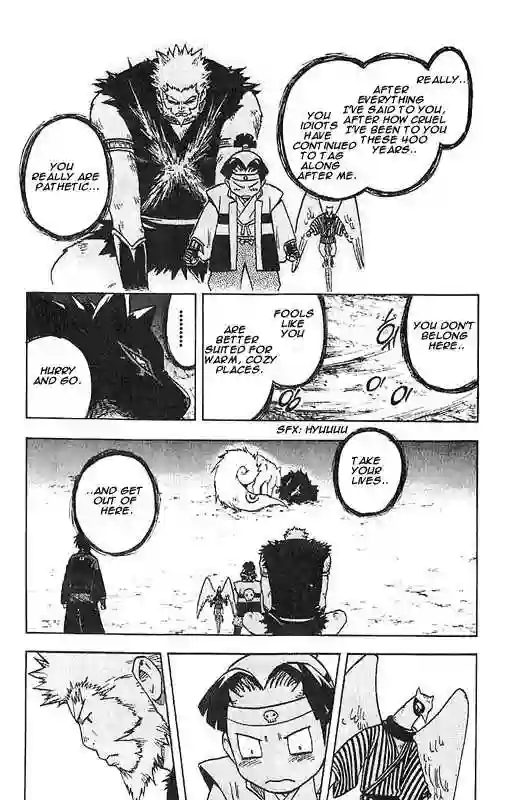 REALLY..
AFTER
EVERYTHING
I'VE SAID TO YOU,
AFTER HOW CRUEL
I'VE BEEN TO YOU
THESE 400
YEARS..
YOU
IDIOTS
HAVE
CONTINUED
TO TAG
ALONG
AFTER ME.
YOU
REALLY ARE
PATHETIC...
YOU DON'T
BELONG
HERE..
FOOLS
LIKE
YOU
ARE
BETTER
SUITED FOR
WARM, COZY
PLACES.
SFX: HYUUUU
.........
HURRY
AND GO.
TAKE
YOUR
LIVES..
..AND GET
OUT OF
HERE.